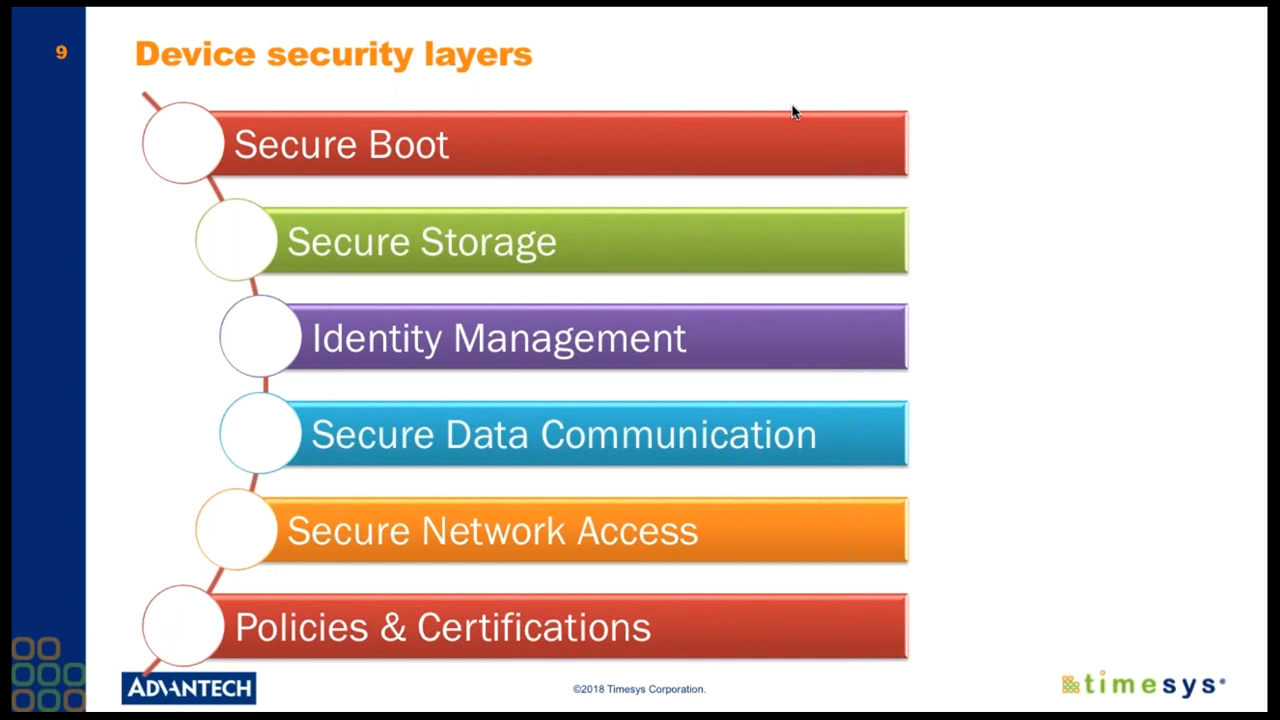 9
Device security layers
Secure Boot
Secure Storage
Identity Management
Secure Data Communication
Secure Network Access
Policies & Certifications
ADVANTECH
©2018 Timesys Corporation.
timesys®